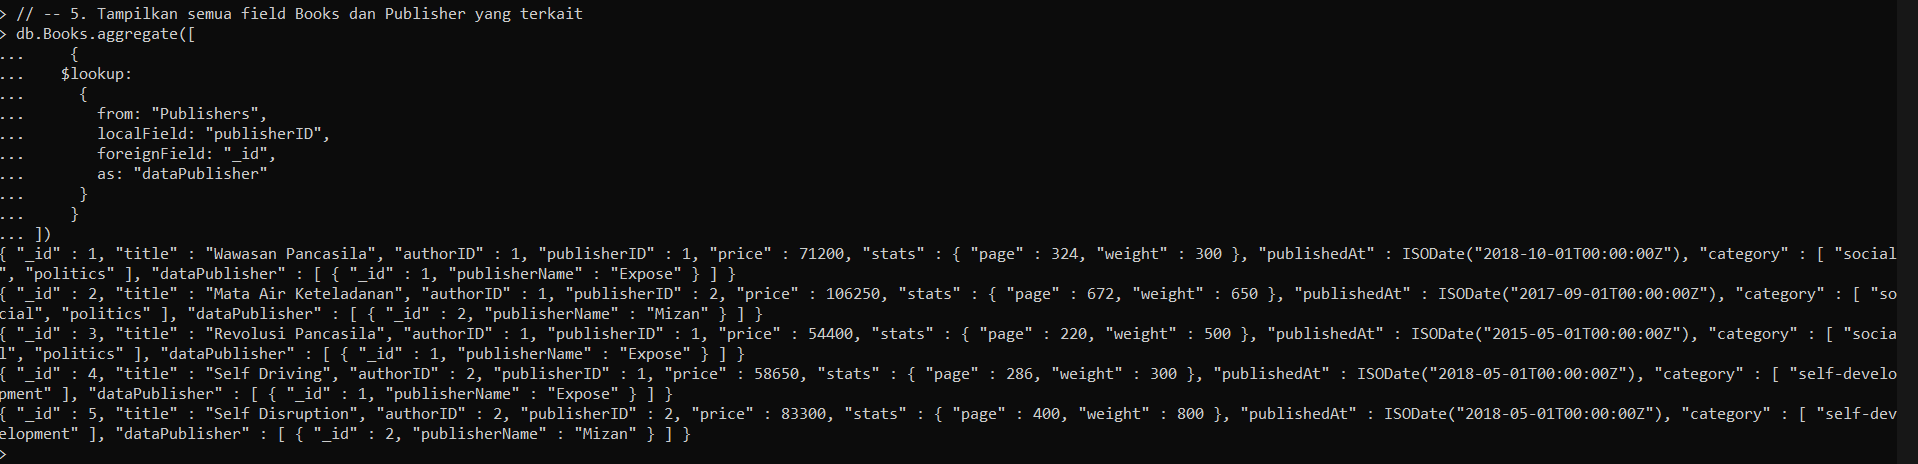 > // -- 5. Tampilkan semua field Books dan Publisher yang terkait
> db.Books.aggregate([
...     {
...    $lookup:
...      {
...        from: "Publishers",
...        localField: "publisherID",
...        foreignField: "_id",
...        as: "dataPublisher"
...      }
...     }
... ])
{ "_id" : 1, "title" : "Wawasan Pancasila", "authorID" : 1, "publisherID" : 1, "price" : 71200, "stats" : { "page" : 324, "weight" : 300 }, "publishedAt" : ISODate("2018-10-01T00:00:00Z"), "category" : [ "social
", "politics" ], "dataPublisher" : [ { "_id" : 1, "publisherName" : "Expose" } ] }
{ "_id" : 2, "title" : "Mata Air Keteladanan", "authorID" : 1, "publisherID" : 2, "price" : 106250, "stats" : { "page" : 672, "weight" : 650 }, "publishedAt" : ISODate("2017-09-01T00:00:00Z"), "category" : [ "so
cial", "politics" ], "dataPublisher" : [ { "_id" : 2, "publisherName" : "Mizan" } ] }
{ "_id" : 3, "title" : "Revolusi Pancasila", "authorID" : 1, "publisherID" : 1, "price" : 54400, "stats" : { "page" : 220, "weight" : 500 }, "publishedAt" : ISODate("2015-05-01T00:00:00Z"), "category" : [ "socia
l", "politics" ], "dataPublisher" : [ { "_id" : 1, "publisherName" : "Expose" } ] }
{ "_id" : 4, "title" : "Self Driving", "authorID" : 2, "publisherID" : 1, "price" : 58650, "stats" : { "page" : 286, "weight" : 300 }, "publishedAt" : ISODate("2018-05-01T00:00:00Z"), "category" : [ "self-develo
pment" ], "dataPublisher" : [ { "_id" : 1, "publisherName" : "Expose" } ] }
{ "_id" : 5, "title" : "Self Disruption", "authorID" : 2, "publisherID" : 2, "price" : 83300, "stats" : { "page" : 400, "weight" : 800 }, "publishedAt" : ISODate("2018-05-01T00:00:00Z"), "category" : [ "self-dev
elopment" ], "dataPublisher" : [ { "_id" : 2, "publisherName" : "Mizan" } ] }
>